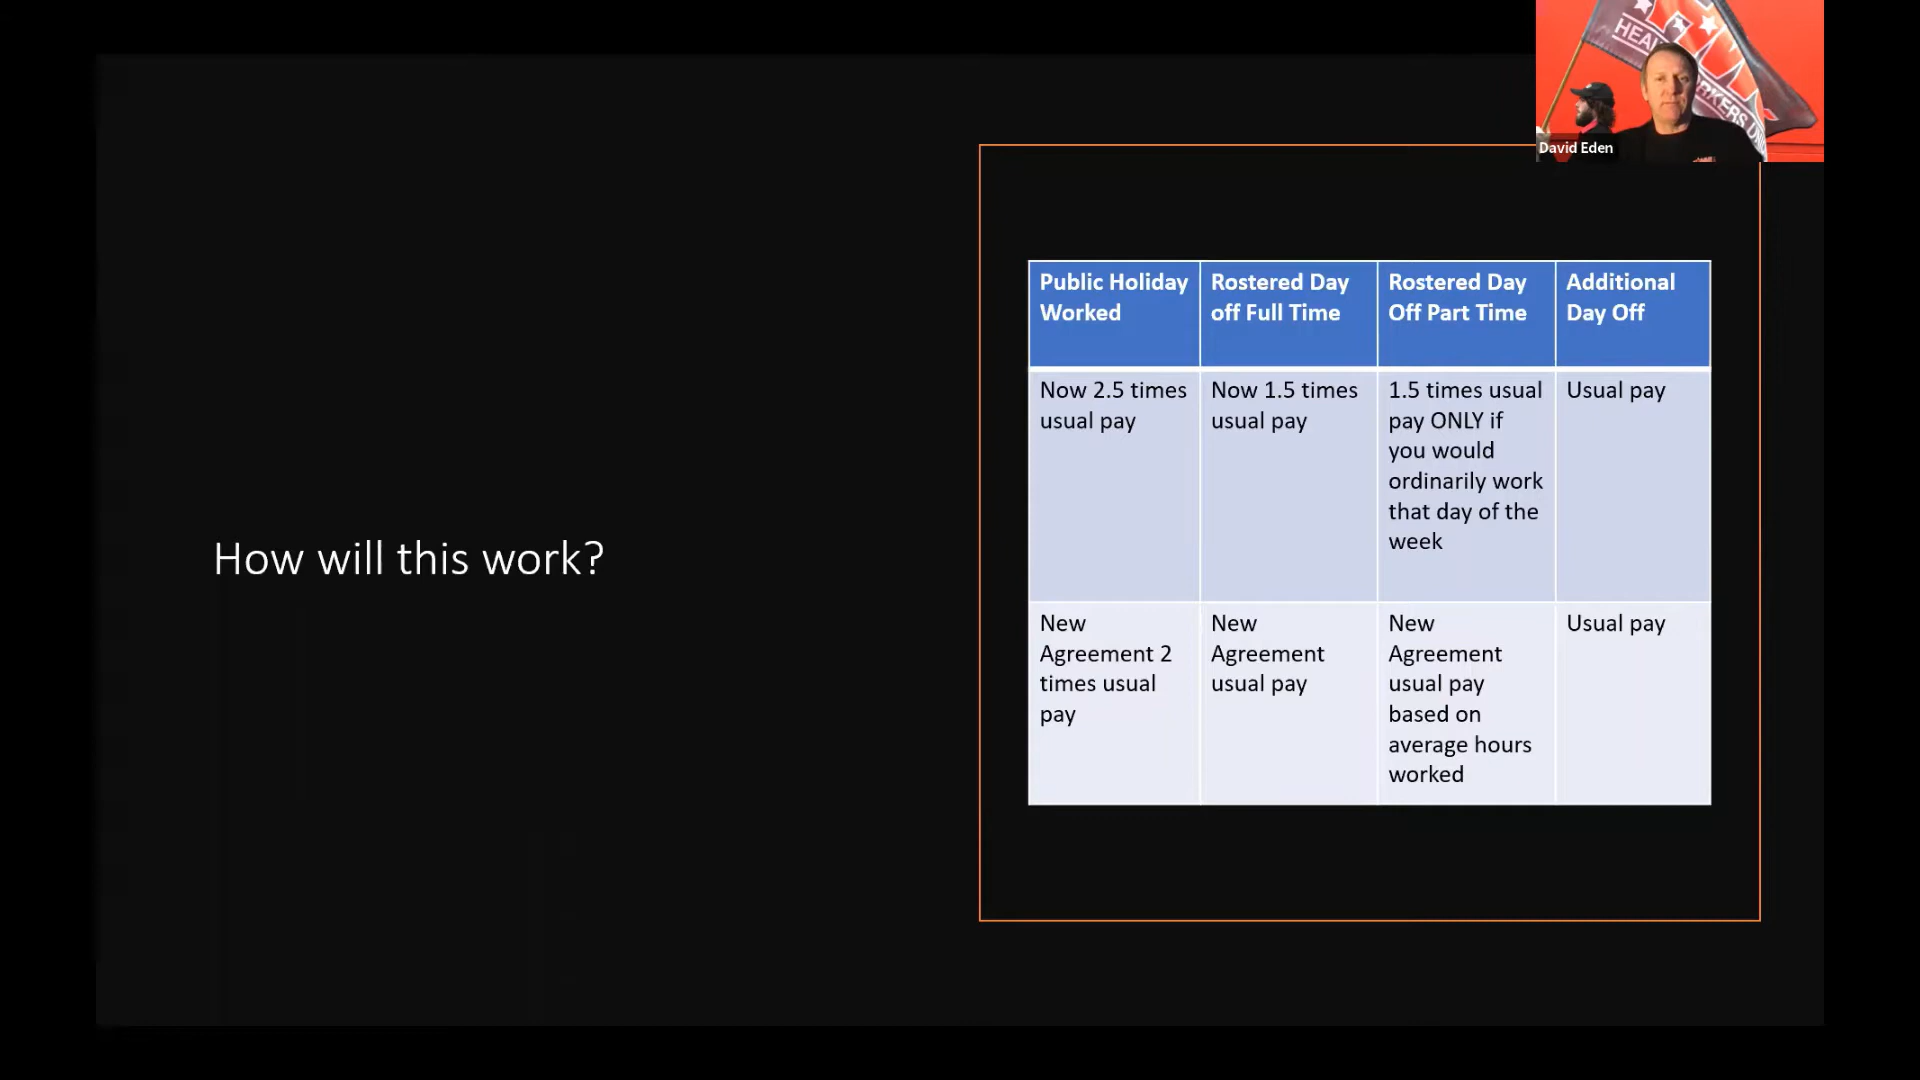 HEAL
RKERS UN
David Eden
How will this work?
Public Holiday
Worked
Rostered Day
off Full Time
Rostered Day
Off Part Time
Additional
Day Off
Now 2.5 times
usual pay
Now 1.5 times
usual pay
1.5 times usual
pay ONLY if
you would
ordinarily work
that day of the
week
Usual pay
New
Agreement 2
times usual
pay
New
Agreement
usual pay
New
Agreement
usual pay
based on
average hours
worked
Usual pay